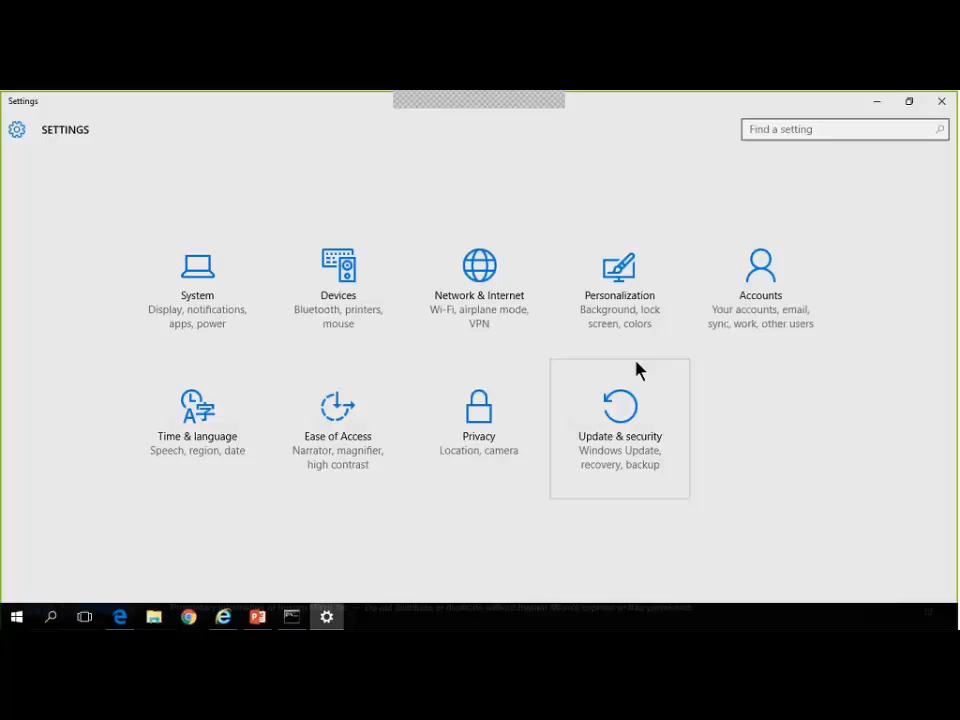 Settings
SETTINGS
Find a setting
System
Display, notifications,
apps, power
Devices
Bluetooth, printers,
mouse
Network & Internet
Wi-Fi, airplane mode,
VPN
Personalization
Background, lock
screen, colors
Accounts
Your accounts, email,
sync, work, other users
Time & language
Speech, region, date
Ease of Access
Narrator, magnifier,
high contrast
Privacy
Location, camera
Update & security
Windows Update,
recovery, backup